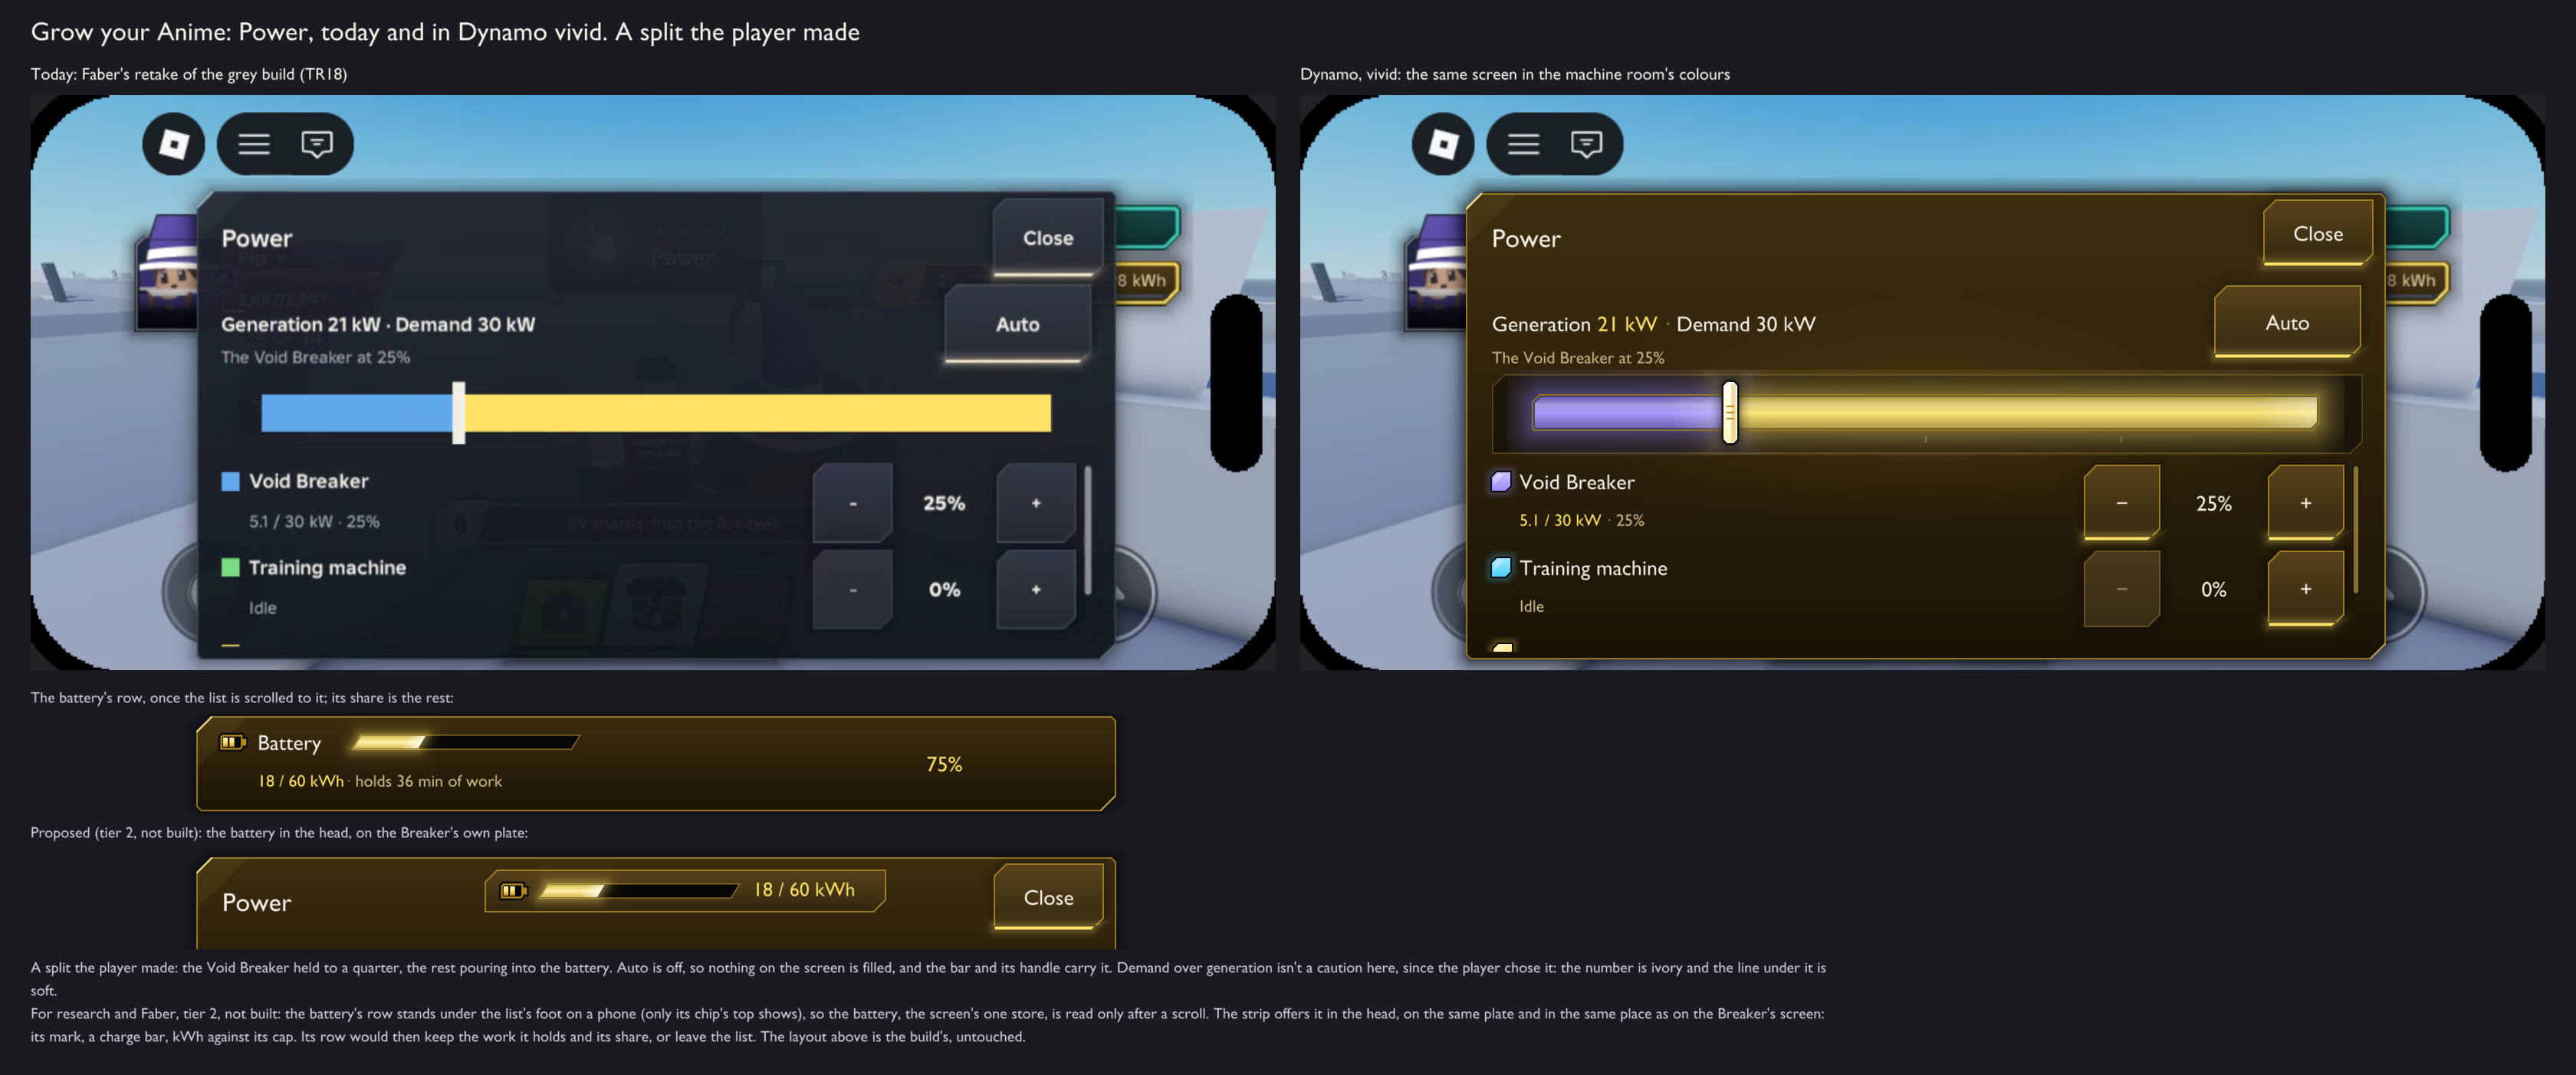 Grow your Anime: Power, today and in Dynamo vivid. A split the player made
Today: Faber's retake of the grey build (TR18)
Dynamo, vivid: the same screen in the machine room's colours
Power
Close
8 kWh
Pip
Power
2,497/2,497
Generation 21 kW · Demand 30 kW
Auto
The Void Breaker at 25%
Void Breaker
- 25% +
5.1 / 30 kW · 25%
89 shards: into the Breaker
Training machine
- 0% +
Idle
Power
Close
8 kWh
Generation 21 kW · Demand 30 kW
Auto
The Void Breaker at 25%
Void Breaker
− 25% +
5.1 / 30 kW · 25%
Training machine
− 0% +
Idle
The battery's row, once the list is scrolled to it; its share is the rest:
Battery
75%
18 / 60 kWh · holds 36 min of work
Proposed (tier 2, not built): the battery in the head, on the Breaker's own plate:
Power
18 / 60 kWh
Close
A split the player made: the Void Breaker held to a quarter, the rest pouring into the battery. Auto is off, so nothing on the screen is filled, and the bar and its handle carry it. Demand over generation isn't a caution here, since the player chose it: the number is ivory and the line under it is
soft.
For research and Faber, tier 2, not built: the battery's row stands under the list's foot on a phone (only its chip's top shows), so the battery, the screen's one store, is read only after a scroll. The strip offers it in the head, on the same plate and in the same place as on the Breaker's screen:
its mark, a charge bar, kWh against its cap. Its row would then keep the work it holds and its share, or leave the list. The layout above is the build's, untouched.